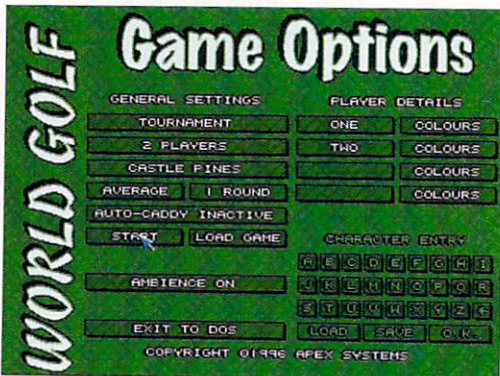 WORLD GOLF
Game Options
GENERAL SETTINGS
TOURNAMENT
2 PLAYERS
CASTLE PINES
AVERAGE 1 ROUND
AUTO-CADDY INACTIVE
START LOAD GAME
AMBIENCE ON
EXIT TO DOS
PLAYER DETAILS
ONE COLOURS
TWO COLOURS
COLOURS
COLOURS
CHARACTER ENTRY
A B C D E F G H I
J K L M N O P Q R
S T U V W X Y Z
LOAD SAVE O.K.
COPYRIGHT ©1996 APEX SYSTEMS